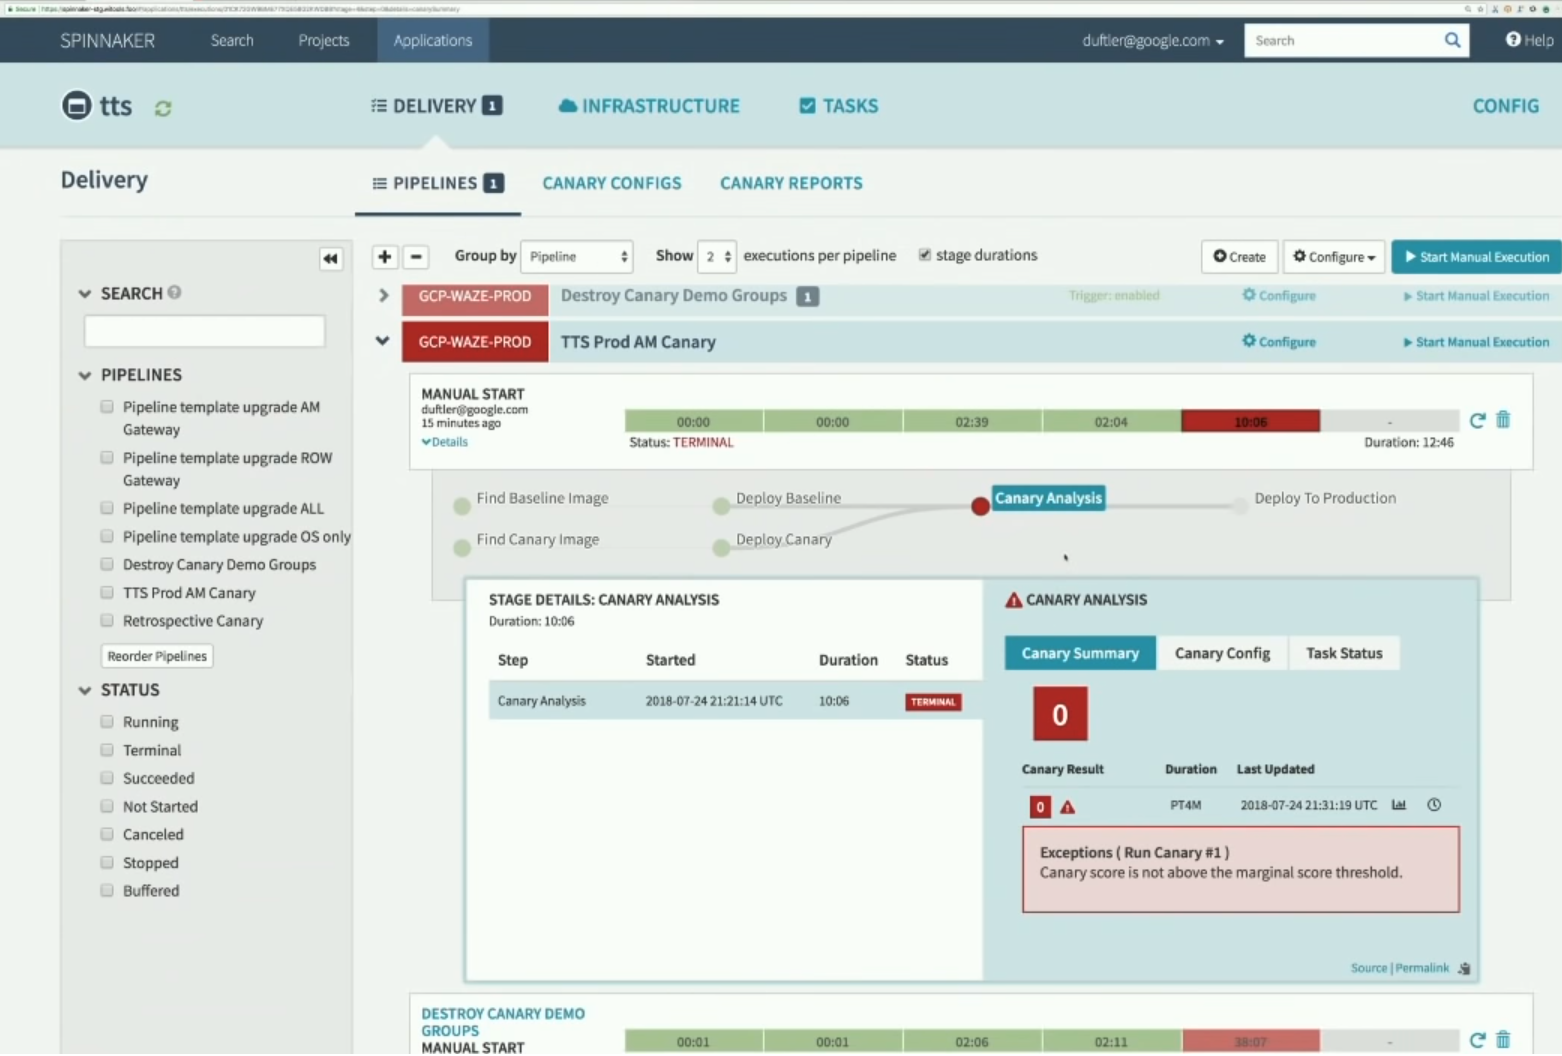 Secure
SPINNAKER Search Projects Applications duftler@google.com Search Help
tts DELIVERY 1 INFRASTRUCTURE TASKS CONFIG
Delivery PIPELINES 1 CANARY CONFIGS CANARY REPORTS
Group by Pipeline Show 2 executions per pipeline stage durations Create Configure Start Manual Execution
SEARCH
GCP-WAZE-PROD Destroy Canary Demo Groups 1 Trigger: enabled Configure Start Manual Execution
GCP-WAZE-PROD TTS Prod AM Canary Configure Start Manual Execution
PIPELINES
Pipeline template upgrade AM
Gateway
Pipeline template upgrade ROW
Gateway
Pipeline template upgrade ALL
Pipeline template upgrade OS only
Destroy Canary Demo Groups
TTS Prod AM Canary
Retrospective Canary
Reorder Pipelines
STATUS
Running
Terminal
Succeeded
Not Started
Canceled
Stopped
Buffered
MANUAL START
duftler@google.com
15 minutes ago
Details
00:00 00:00 02:39 02:04 10:06 -
Status: TERMINAL Duration: 12:46
Find Baseline Image Deploy Baseline Canary Analysis Deploy To Production
Find Canary Image Deploy Canary
STAGE DETAILS: CANARY ANALYSIS
Duration: 10:06
Step Started Duration Status
Canary Analysis 2018-07-24 21:21:14 UTC 10:06 TERMINAL
CANARY ANALYSIS
Canary Summary Canary Config Task Status
0
Canary Result Duration Last Updated
0 PT4M 2018-07-24 21:31:19 UTC
Exceptions ( Run Canary #1 )
Canary score is not above the marginal score threshold.
Source | Permalink
DESTROY CANARY DEMO
GROUPS
MANUAL START
00:01 00:01 02:06 02:11 38:07 -